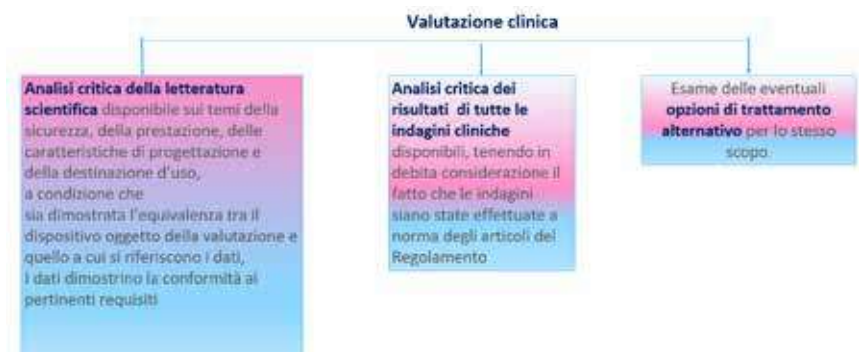 Valutazione clinica
Analisi critica della letteratura
scientifica disponibile sui temi della
sicurezza, della prestazione, delle
caratteristiche di progettazione e
della destinazione d'uso,
a condizione che
sia dimostrata l'equivalenza tra il
dispositivo oggetto della valutazione e
quello a cui si riferiscono i dati,
I dati dimostrino la conformità ai
pertinenti requisiti
Analisi critica dei
risultati di tutte le
indagini cliniche
disponibili, tenendo in
debita considerazione il
fatto che le indagini
siano state effettuate a
norma degli articoli del
Regolamento
Esame delle eventuali
opzioni di trattamento
alternativo per lo stesso
scopo.